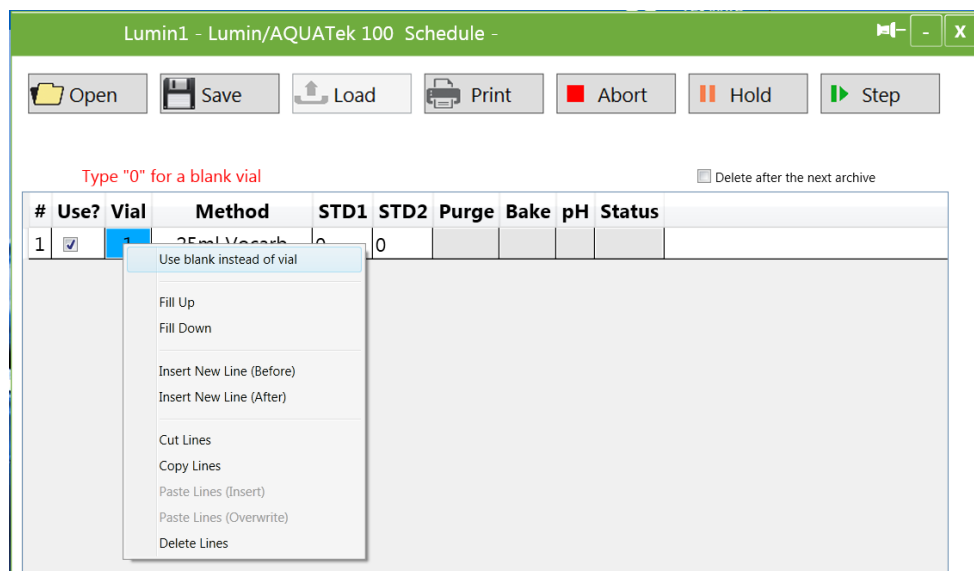 Lumin1 - Lumin/AQUATek 100 Schedule -
- x
Open Save Load Print Abort Hold Step
Type "0" for a blank vial
Delete after the next archive
# Use? Vial Method STD1 STD2 Purge Bake pH Status
1 1 25ml Vocarb 0 0
Use blank instead of vial
Fill Up
Fill Down
Insert New Line (Before)
Insert New Line (After)
Cut Lines
Copy Lines
Paste Lines (Insert)
Paste Lines (Overwrite)
Delete Lines